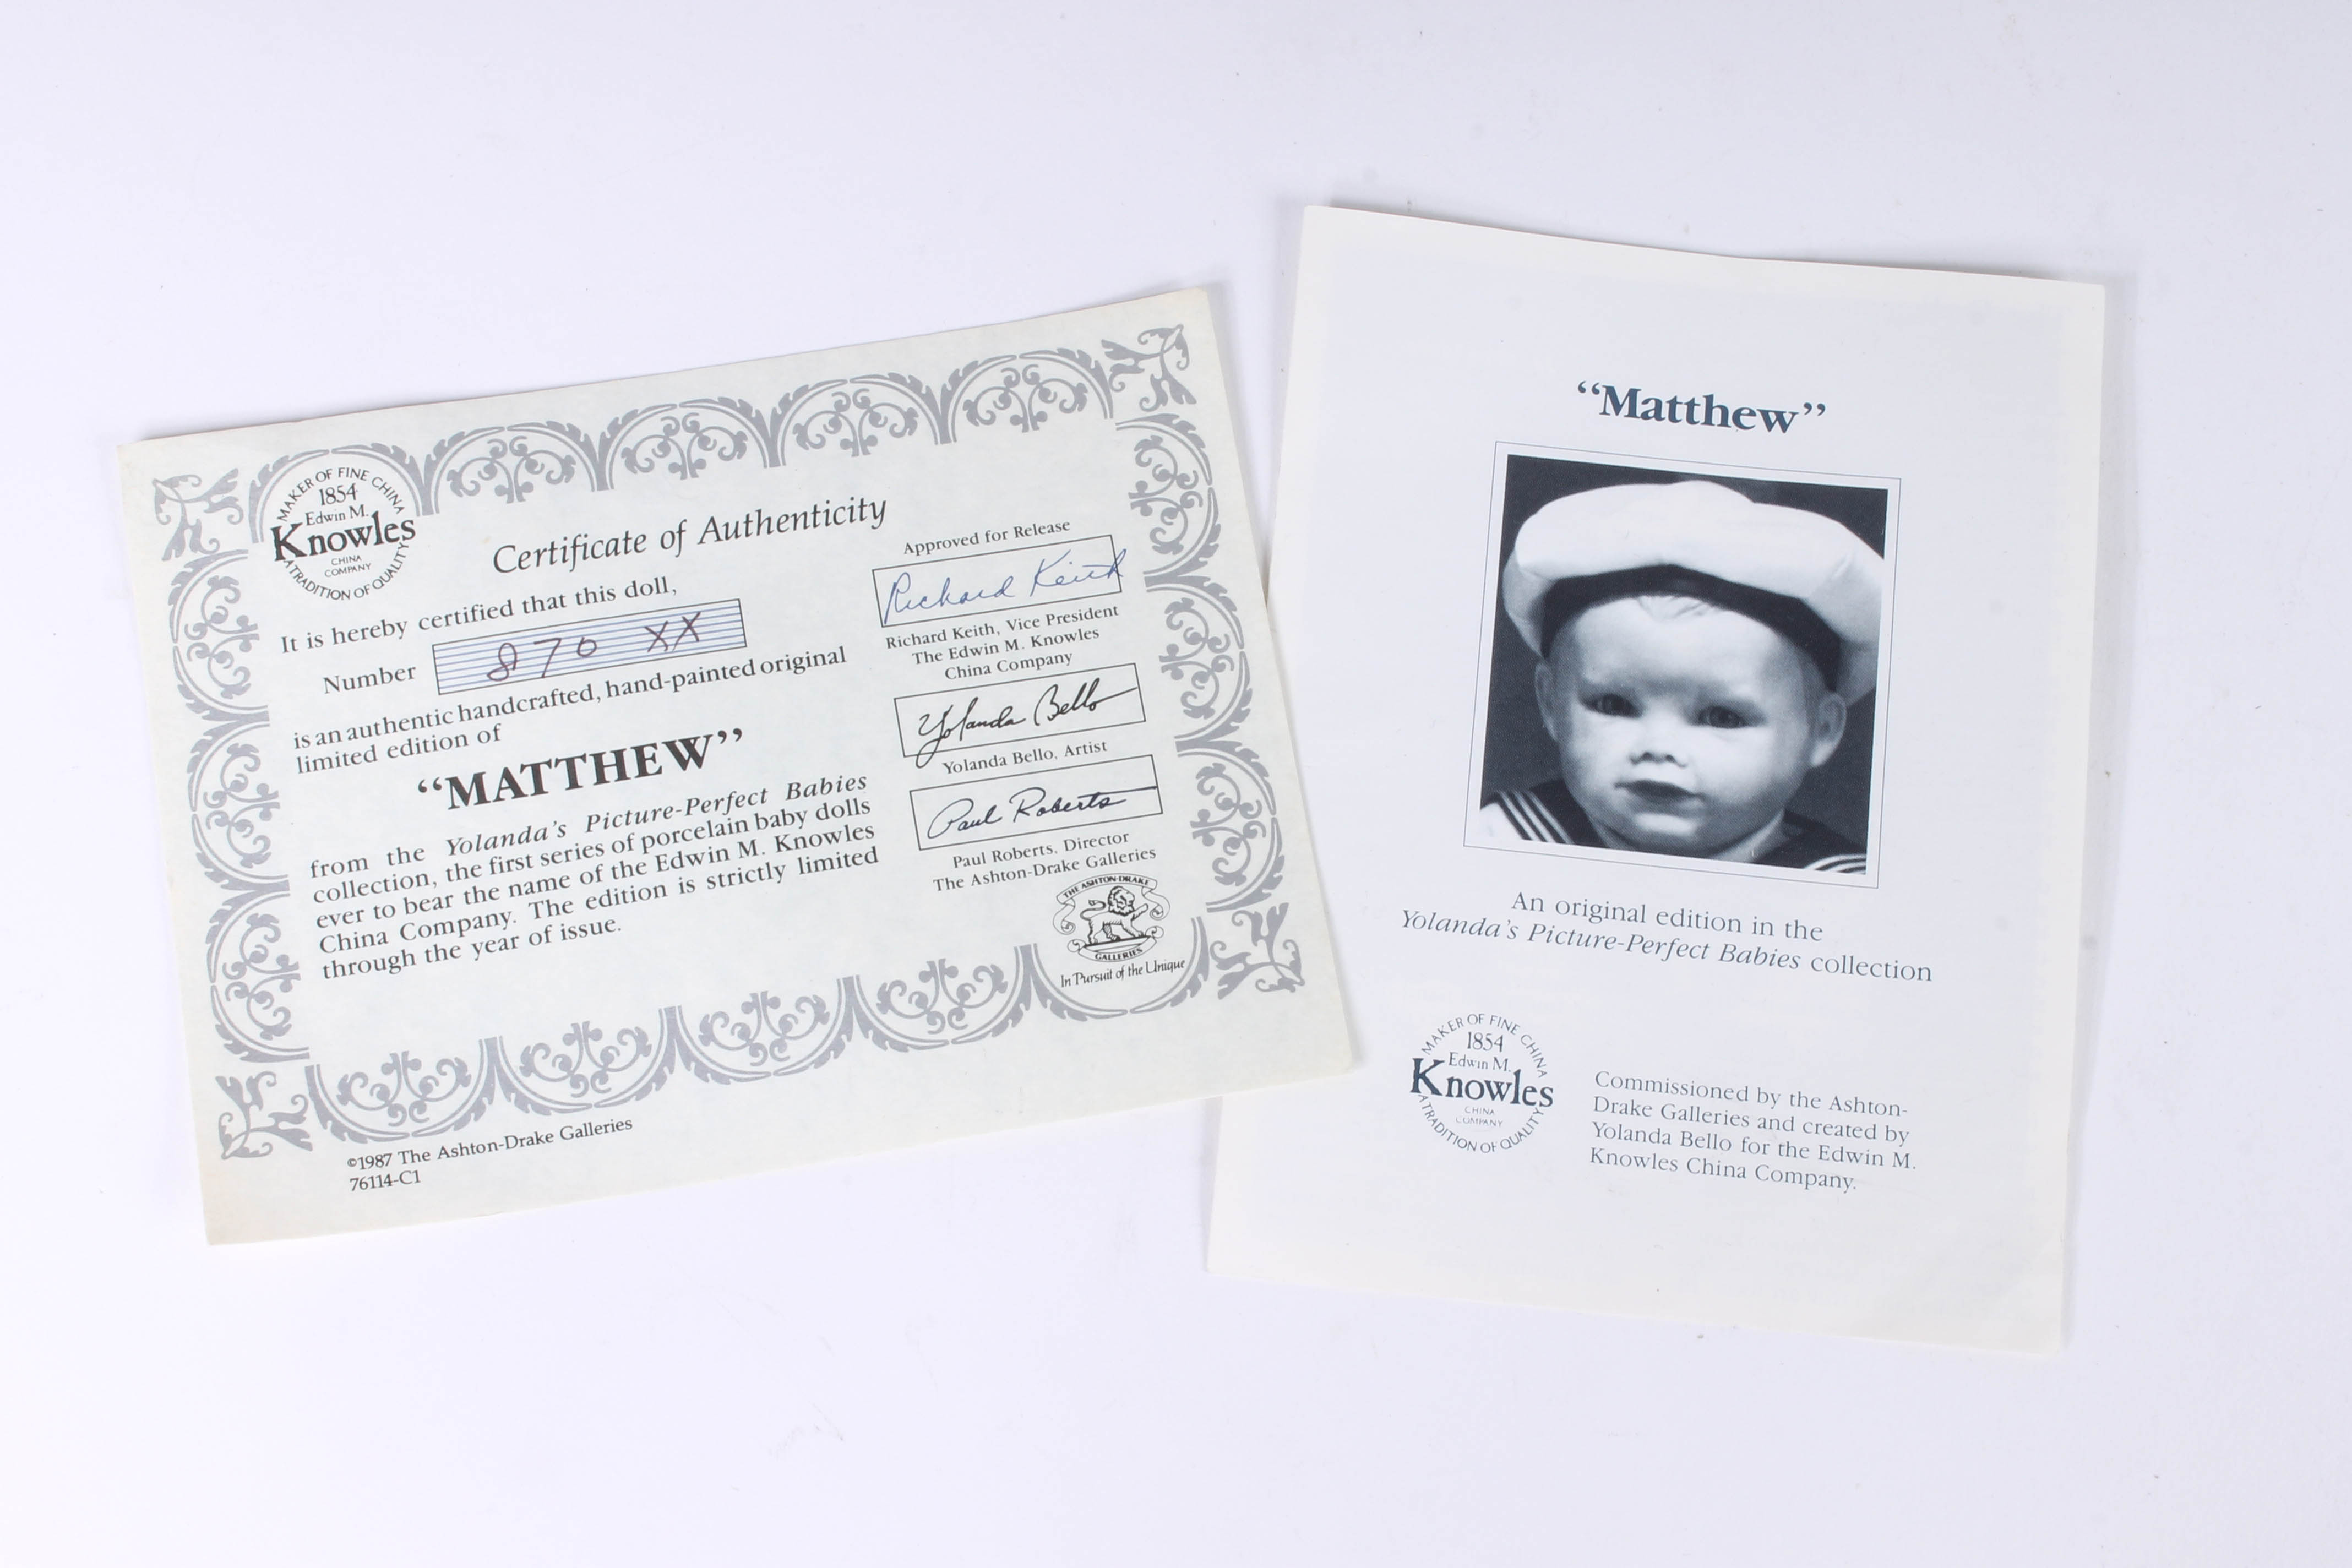 MAKER OF FINE CHINA
1854
Edwin M.
Knowles
CHINA
COMPANY
A TRADITION OF QUALITY
Certificate of Authenticity
It is hereby certified that this doll,
Number 870 XX
is an authentic handcrafted, hand-painted original
limited edition of
“MATTHEW”
from the Yolanda’s Picture-Perfect Babies
collection, the first series of porcelain baby dolls
ever to bear the name of the Edwin M. Knowles
China Company. The edition is strictly limited
through the year of issue.
Approved for Release
Richard Keith
Richard Keith, Vice President
The Edwin M. Knowles
China Company
Yolanda Bello
Yolanda Bello, Artist
Paul Roberts
Paul Roberts, Director
The Ashton-Drake Galleries
THE ASHTON-DRAKE
GALLERIES
In Pursuit of the Unique
©1987 The Ashton-Drake Galleries
76114-C1
“Matthew”
An original edition in the
Yolanda’s Picture-Perfect Babies collection
MAKER OF FINE CHINA
1854
Edwin M.
Knowles
CHINA
COMPANY
A TRADITION OF QUALITY
Commissioned by the Ashton-
Drake Galleries and created by
Yolanda Bello for the Edwin M.
Knowles China Company.